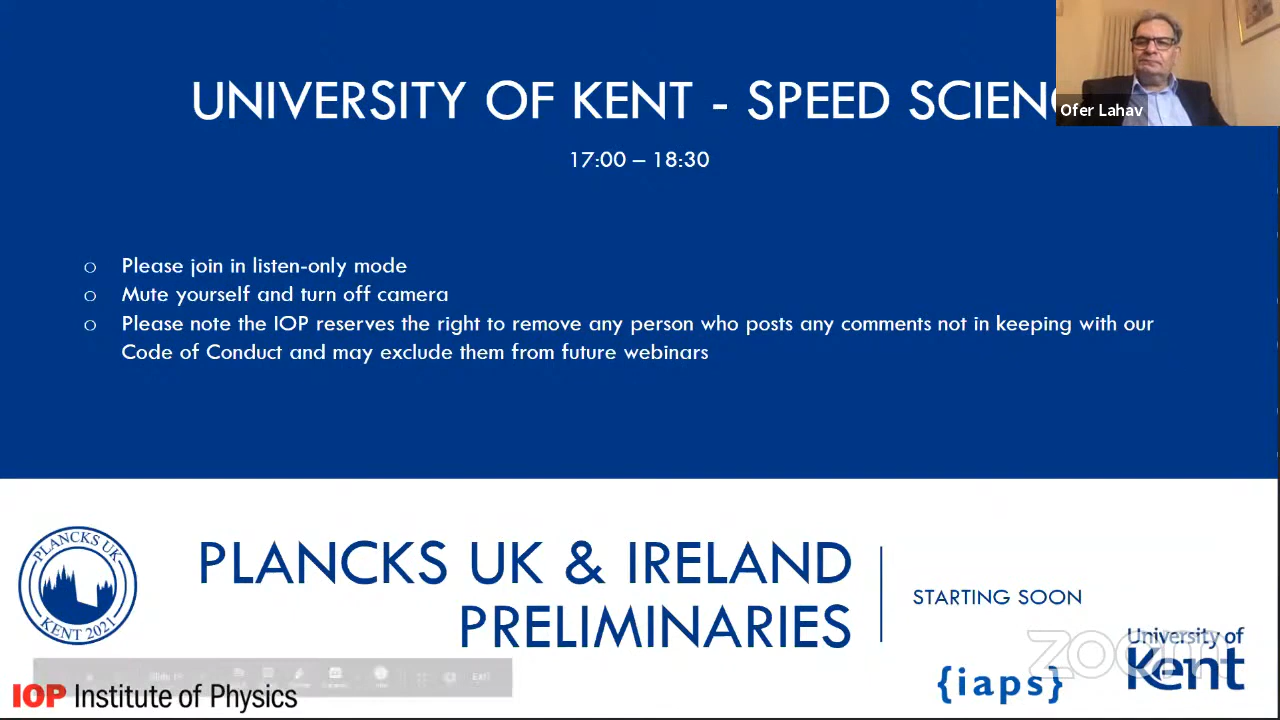 UNIVERSITY OF KENT - SPEED SCIENC
Ofer Lahav
17:00 – 18:30
o Please join in listen-only mode
o Mute yourself and turn off camera
o Please note the IOP reserves the right to remove any person who posts any comments not in keeping with our
Code of Conduct and may exclude them from future webinars
PLANCKS UK
KENT 2021
PLANCKS UK & IRELAND
PRELIMINARIES
STARTING SOON
zoom
University of
Kent
{iaps}
Exit
IOP Institute of Physics